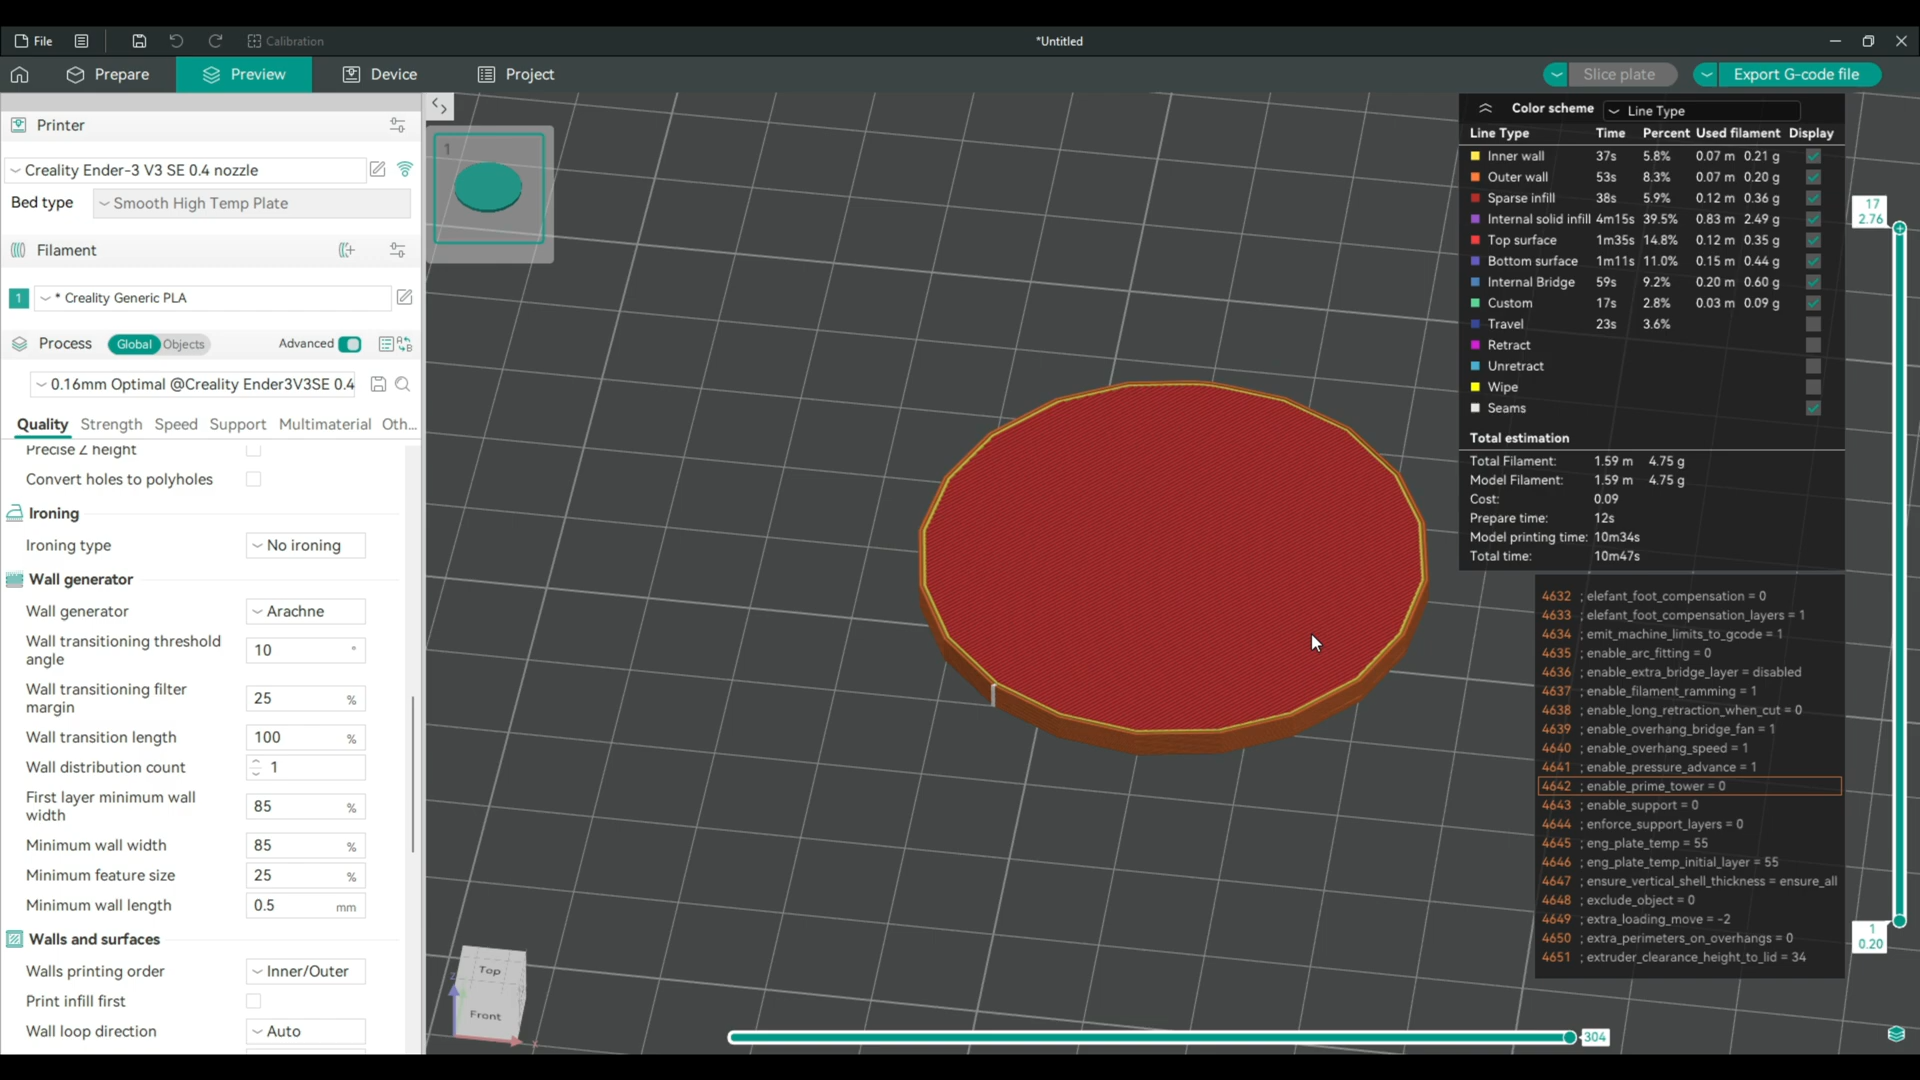 File
Calibration
*Untitled
Prepare
Preview
Device
Project
Slice plate
Export G-code file
Printer
Creality Ender-3 V3 SE 0.4 nozzle
Bed type
Smooth High Temp Plate
Filament
1
* Creality Generic PLA
Process
Global
Objects
Advanced
0.16mm Optimal @Creality Ender3V3SE 0.4
Quality
Strength
Speed
Support
Multimaterial
Oth...
Precise Z height
Convert holes to polyholes
Ironing
Ironing type
No ironing
Wall generator
Wall generator
Arachne
Wall transitioning threshold
angle
10 °
Wall transitioning filter
margin
25 %
Wall transition length
100 %
Wall distribution count
1
First layer minimum wall
width
85 %
Minimum wall width
85 %
Minimum feature size
25 %
Minimum wall length
0.5 mm
Walls and surfaces
Walls printing order
Inner/Outer
Print infill first
Wall loop direction
Auto
1
Top
Front
z
x
Color scheme
Line Type
Line Type Time Percent Used filament Display
Inner wall 37s 5.8% 0.07 m 0.21 g
Outer wall 53s 8.3% 0.07 m 0.20 g
Sparse infill 38s 5.9% 0.12 m 0.36 g
Internal solid infill 4m15s 39.5% 0.83 m 2.49 g
Top surface 1m35s 14.8% 0.12 m 0.35 g
Bottom surface 1m11s 11.0% 0.15 m 0.44 g
Internal Bridge 59s 9.2% 0.20 m 0.60 g
Custom 17s 2.8% 0.03 m 0.09 g
Travel 23s 3.6%
Retract
Unretract
Wipe
Seams
Total estimation
Total Filament: 1.59 m 4.75 g
Model Filament: 1.59 m 4.75 g
Cost: 0.09
Prepare time: 12s
Model printing time: 10m34s
Total time: 10m47s
4632 ; elefant_foot_compensation = 0
4633 ; elefant_foot_compensation_layers = 1
4634 ; emit_machine_limits_to_gcode = 1
4635 ; enable_arc_fitting = 0
4636 ; enable_extra_bridge_layer = disabled
4637 ; enable_filament_ramming = 1
4638 ; enable_long_retraction_when_cut = 0
4639 ; enable_overhang_bridge_fan = 1
4640 ; enable_overhang_speed = 1
4641 ; enable_pressure_advance = 1
4642 ; enable_prime_tower = 0
4643 ; enable_support = 0
4644 ; enforce_support_layers = 0
4645 ; eng_plate_temp = 55
4646 ; eng_plate_temp_initial_layer = 55
4647 ; ensure_vertical_shell_thickness = ensure_all
4648 ; exclude_object = 0
4649 ; extra_loading_move = -2
4650 ; extra_perimeters_on_overhangs = 0
4651 ; extruder_clearance_height_to_lid = 34
17
2.76
1
0.20
304